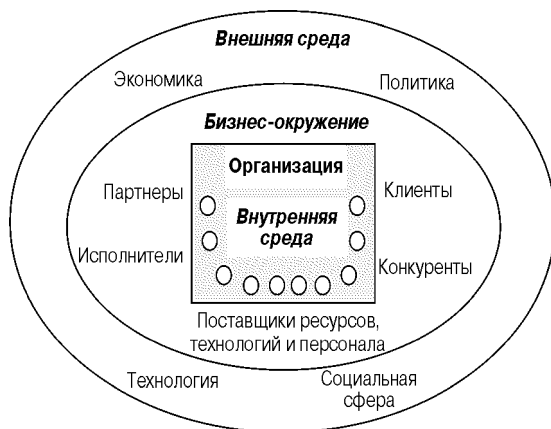 Внешняя среда
Экономика
Политика
Бизнес-окружение
Организация
Партнеры
Клиенты
Внутренняя
среда
Исполнители
Конкуренты
Поставщики ресурсов,
технологий и персонала
Технология
Социальная
сфера